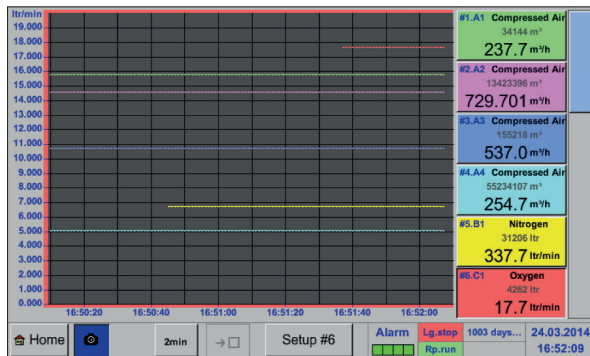 ltr/min
19.000
18.000
17.000
16.000
15.000
14.000
13.000
12.000
11.000
10.000
9.000
8.000
7.000
6.000
5.000
4.000
3.000
2.000
1.000
0.000
16:50:20 16:50:40 16:51:00 16:51:20 16:51:40 16:52:00
#1.A1 Compressed Air
34144 m³
237.7 m³/h
#2.A2 Compressed Air
13423396 m³
729.701 m³/h
#3.A3 Compressed Air
155218 m³
537.0 m³/h
#4.A4 Compressed Air
55234107 m³
254.7 m³/h
#5.B1 Nitrogen
31206 ltr
337.7 ltr/min
#6.C1 Oxygen
4262 ltr
17.7 ltr/min
Home 2min Setup #6 Alarm Lg.stop 1003 days... 24.03.2014
Rp.run 16:52:09